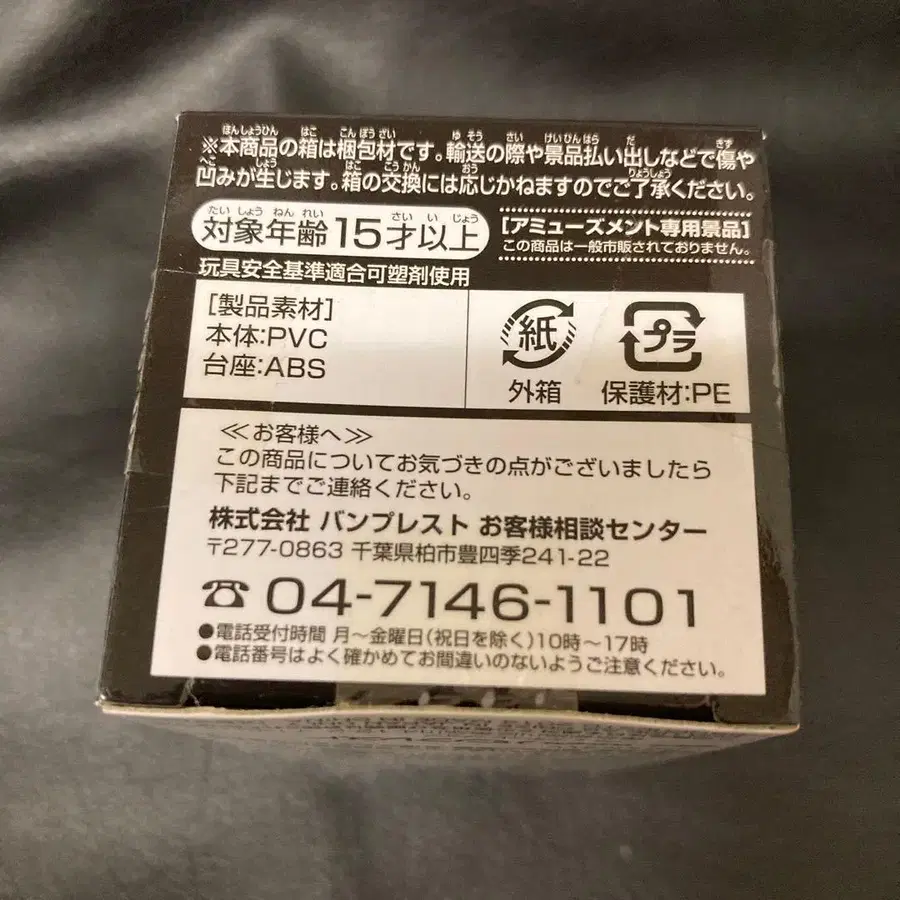 ※本商品の箱は梱包材です。輸送の際や景品払い出しなどで傷や
凹みが生じます。箱の交換には応じかねますのでご了承ください。
対象年齢15才以上
[アミューズメント専用景品]
この商品は一般市販されておりません。
玩具安全基準適合可塑剤使用
[製品素材]
本体:PVC
台座:ABS
紙
外箱
プラ
保護材:PE
≪お客様へ≫
この商品についてお気づきの点がございましたら
下記までご連絡ください。
株式会社 バンプレスト お客様相談センター
〒277-0863 千葉県柏市豊四季241-22
☎04-7146-1101
●電話受付時間 月～金曜日(祝日を除く)10時～17時
●電話番号はよく確かめてお間違いのないようご注意ください。